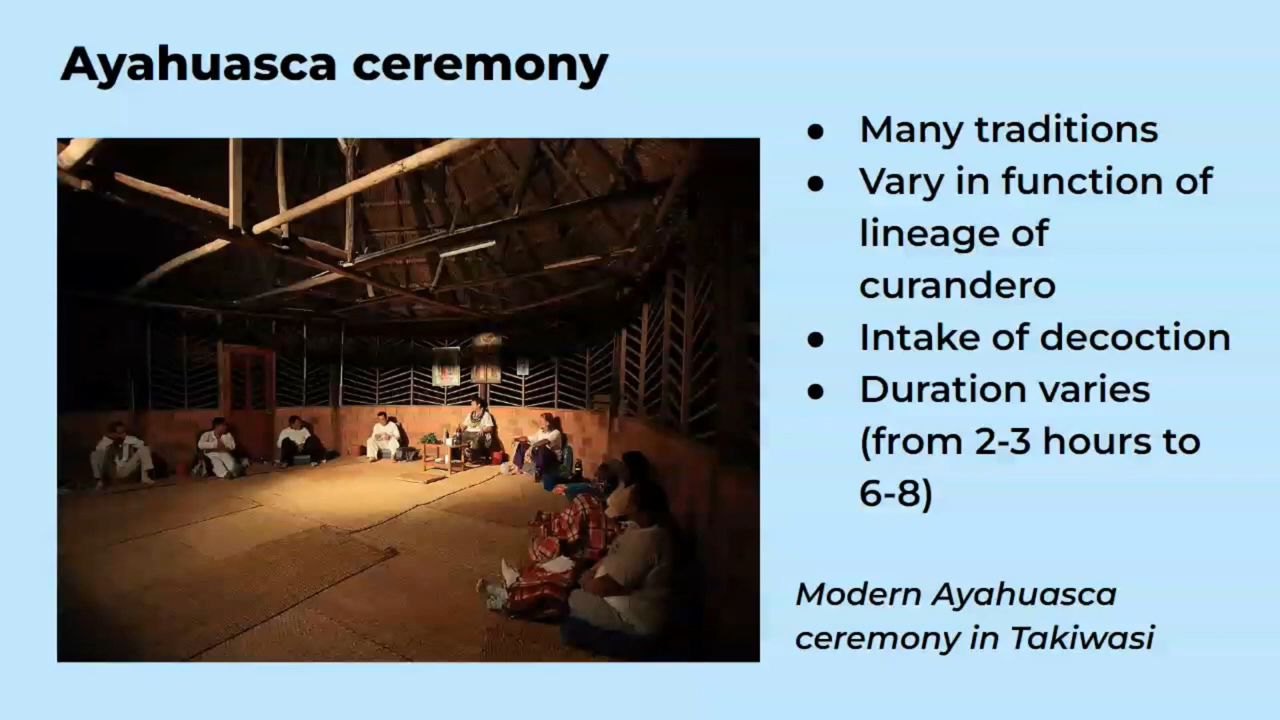 Ayahuasca ceremony
● Many traditions
● Vary in function of
lineage of
curandero
● Intake of decoction
● Duration varies
(from 2-3 hours to
6-8)
Modern Ayahuasca
ceremony in Takiwasi